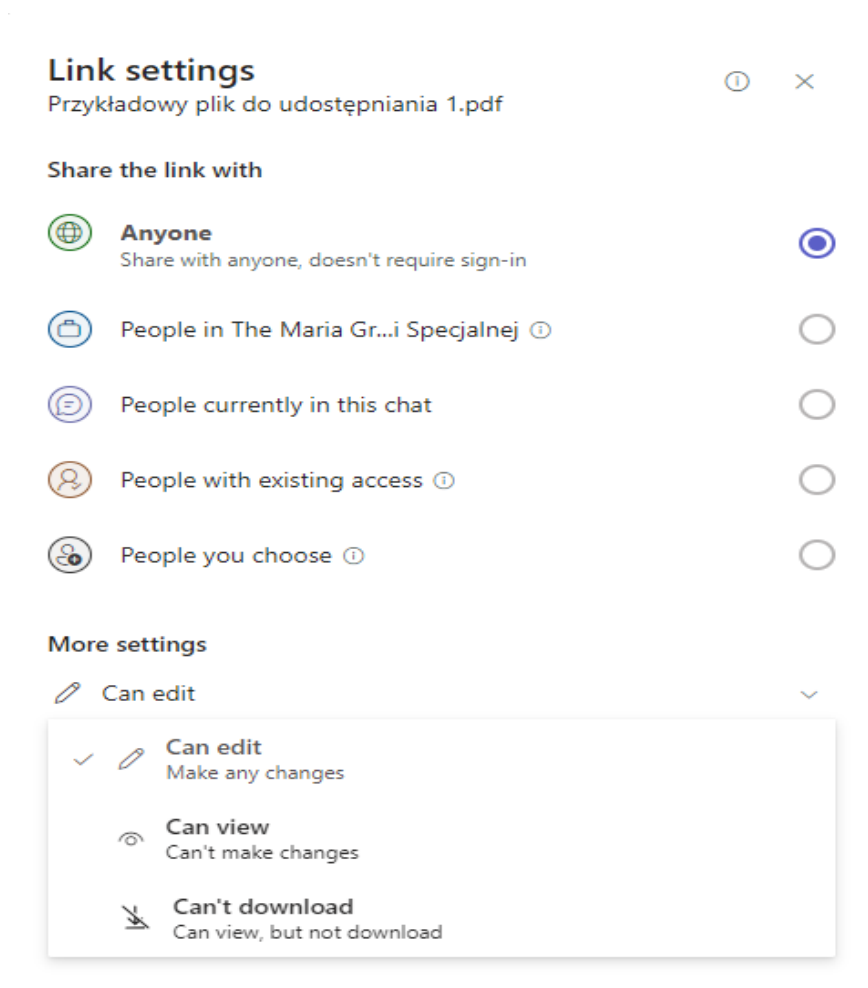 Link settings
Przykładowy plik do udostępniania 1.pdf
Share the link with
Anyone
Share with anyone, doesn't require sign-in
People in The Maria Gr...i Specjalnej
People currently in this chat
People with existing access
People you choose
More settings
Can edit
Can edit
Make any changes
Can view
Can't make changes
Can't download
Can view, but not download